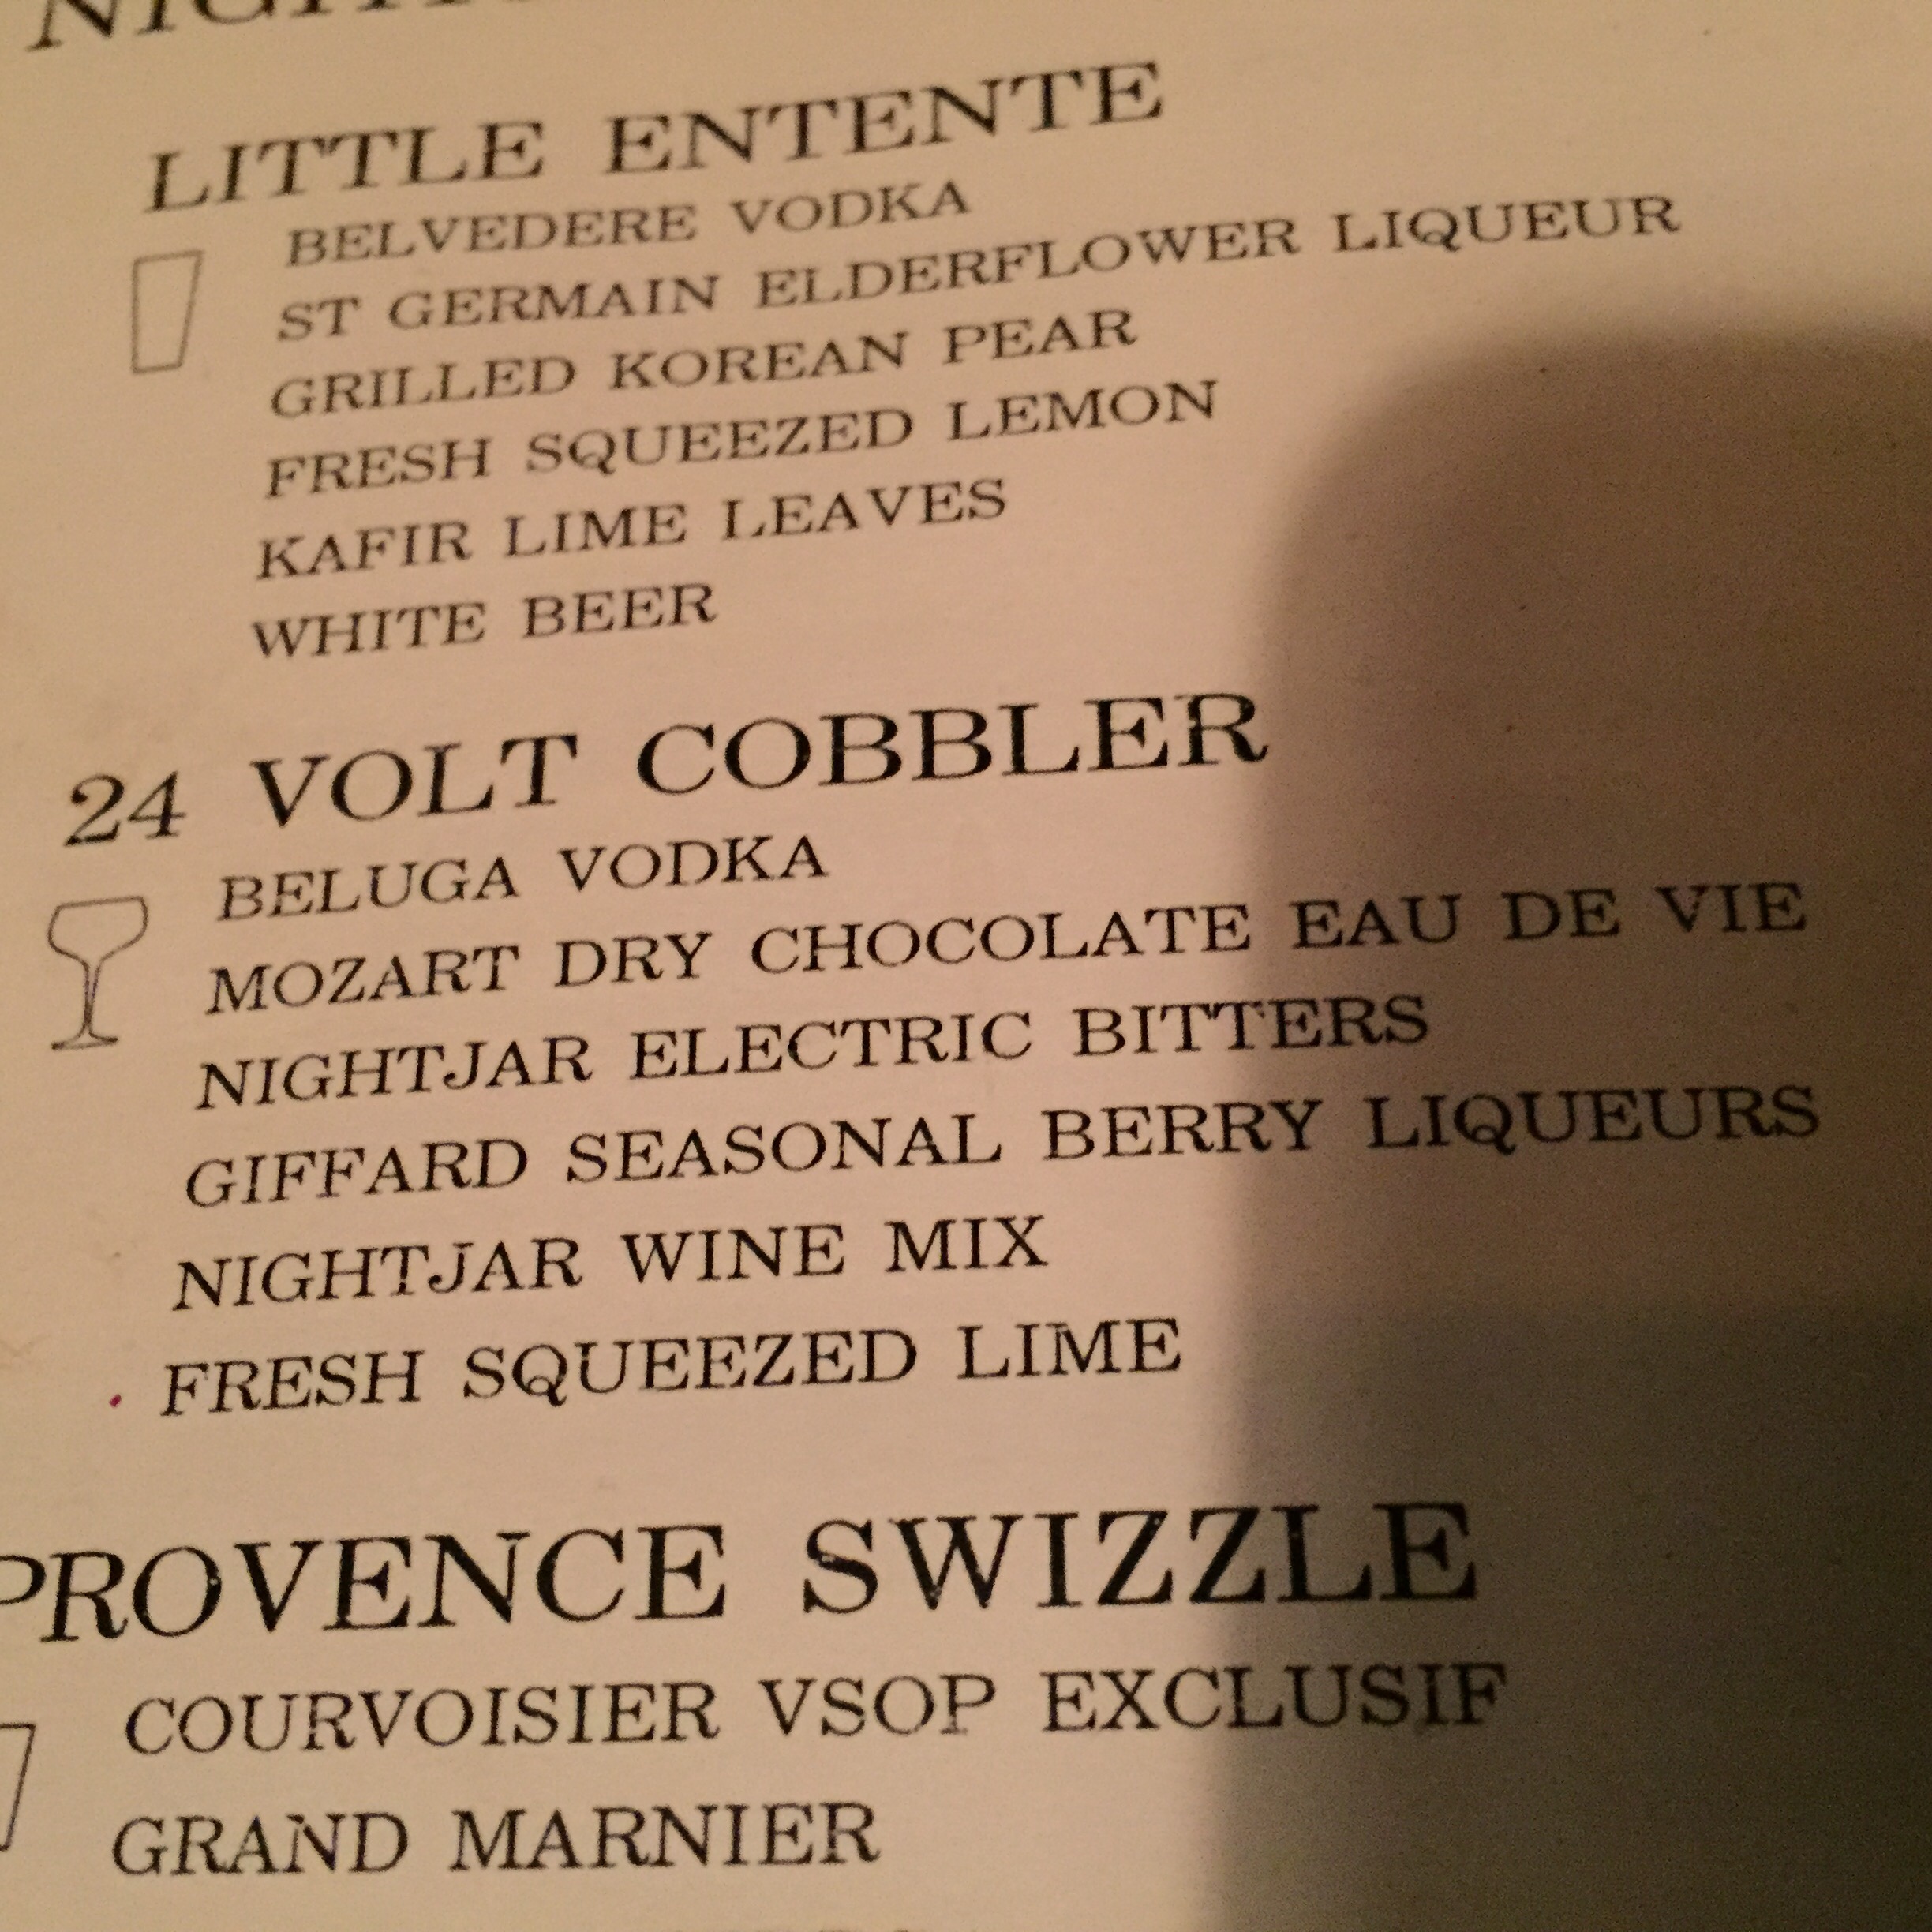 LITTLE ENTENTE
BELVEDERE VODKA
ST GERMAIN ELDERFLOWER LIQUEUR
GRILLED KOREAN PEAR
FRESH SQUEEZED LEMON
KAFIR LIME LEAVES
WHITE BEER
24 VOLT COBBLER
BELUGA VODKA
MOZART DRY CHOCOLATE EAU DE VIE
NIGHTJAR ELECTRIC BITTERS
GIFFARD SEASONAL BERRY LIQUEURS
NIGHTJAR WINE MIX
FRESH SQUEEZED LIME
PROVENCE SWIZZLE
COURVOISIER VSOP EXCLUSIF
GRAND MARNIER